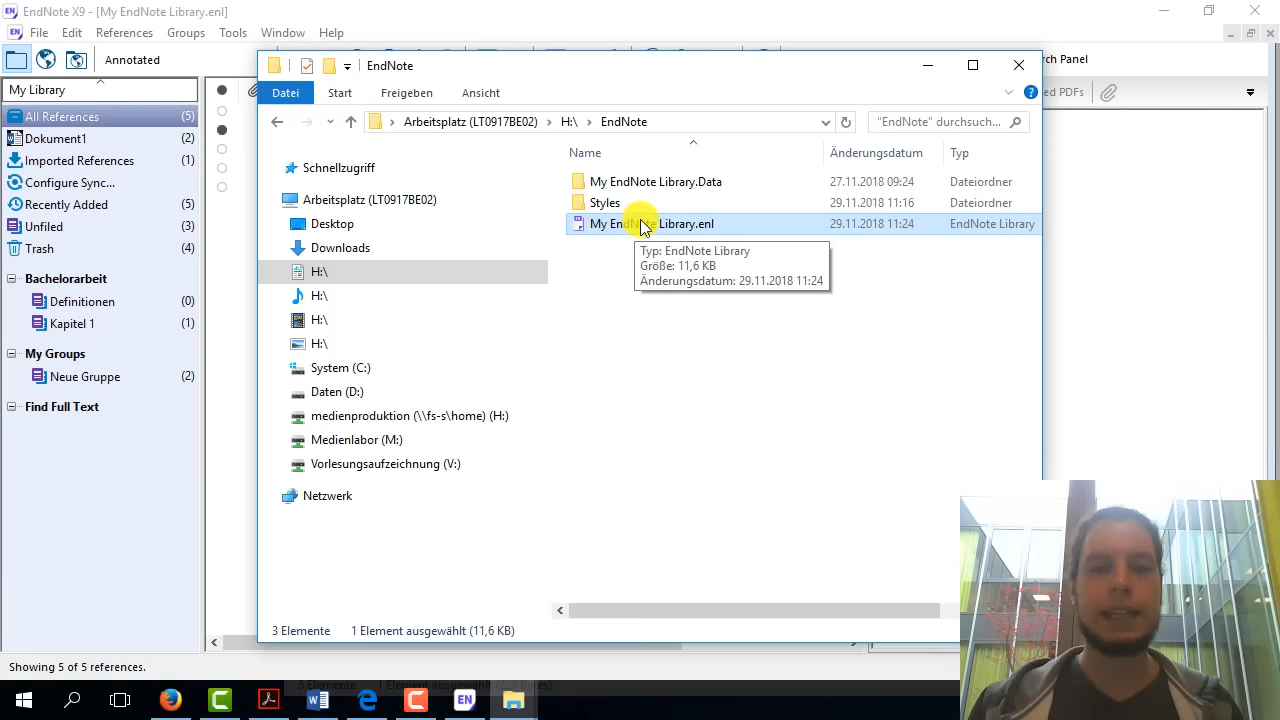 EndNote X9 - [My EndNote Library.enl]
File Edit References Groups Tools Window Help
Annotated
ch Panel
My Library
ed PDFs
All References (5)
Dokument1 (2)
Imported References (1)
Configure Sync...
Recently Added (5)
Unfiled (3)
Trash (6)
Bachelorarbeit
Definitionen (0)
Kapitel 1 (1)
My Groups
Neue Gruppe (2)
Find Full Text
EndNote
Datei Start Freigeben Ansicht
Arbeitsplatz (LT0917BE02) H:\ EndNote
"EndNote" durchsuch...
Schnellzugriff
Arbeitsplatz (LT0917BE02)
Desktop
Downloads
H:\
H:\
H:\
H:\
System (C:)
Daten (D:)
medienproduktion (\\fs-s\home) (H:)
Medienlabor (M:)
Vorlesungsaufzeichnung (V:)
Netzwerk
Name Änderungsdatum Typ
My EndNote Library.Data 27.11.2018 09:24 Dateiordner
Styles 29.11.2018 11:16 Dateiordner
My EndNote Library.enl 29.11.2018 11:24 EndNote Library
Typ: EndNote Library
Größe: 11,6 KB
Änderungsdatum: 29.11.2018 11:24
3 Elemente 1 Element ausgewählt (11,6 KB)
Showing 5 of 5 references.
EN